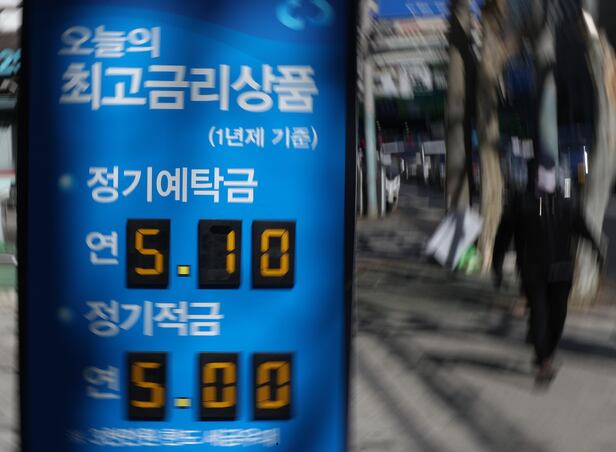 오늘의
최고금리상품
(1년제 기준)
정기예탁금
연 5.10
정기적금
연 5.00